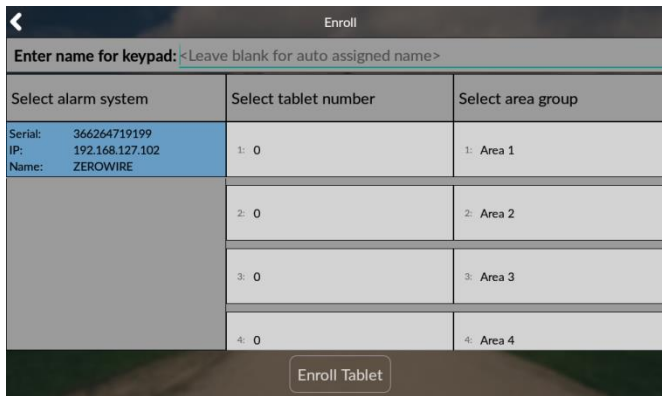 Enroll
Enter name for keypad: <Leave blank for auto assigned name>
Select alarm system
Select tablet number
Select area group
Serial: 366264719199
IP: 192.168.127.102
Name: ZEROWIRE
1: 0
1: Area 1
2: 0
2: Area 2
3: 0
3: Area 3
4: 0
4: Area 4
Enroll Tablet